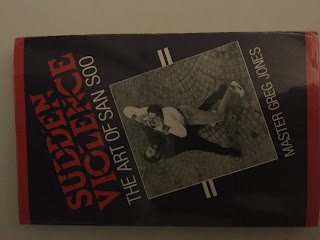 SUDDEN
VIOLENCE
THE ART OF SAN SOO
MASTER GREG JONES